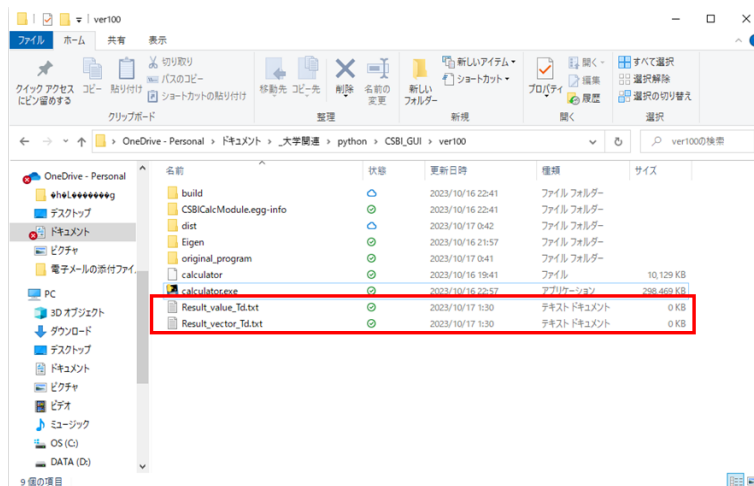 ver100
ファイル ホーム 共有 表示
クイック アクセスにピン留めする
コピー
貼り付け
切り取り
パスのコピー
ショートカットの貼り付け
クリップボード
移動先
コピー先
削除
名前の変更
整理
新しいフォルダー
新しいアイテム
ショートカット
新規
プロパティ
開く
編集
履歴
開く
すべて選択
選択解除
選択の切り替え
選択
OneDrive - Personal › ドキュメント › _大学関連 › python › CSBI_GUI › ver100
ver100の検索
OneDrive - Personal
�h�L�������g
デスクトップ
ドキュメント
ピクチャ
電子メールの添付ファイ
PC
3D オブジェクト
ダウンロード
デスクトップ
ドキュメント
ピクチャ
ビデオ
ミュージック
OS (C:)
DATA (D:)
名前 状態 更新日時 種類 サイズ
build 2023/10/16 22:41 ファイル フォルダー
CSBICalcModule.egg-info 2023/10/16 22:41 ファイル フォルダー
dist 2023/10/17 0:42 ファイル フォルダー
Eigen 2023/10/16 21:57 ファイル フォルダー
original_program 2023/10/17 0:41 ファイル フォルダー
calculator 2023/10/16 19:41 ファイル 10,129 KB
calculator.exe 2023/10/16 22:57 アプリケーション 298,469 KB
Result_value_Td.txt 2023/10/17 1:30 テキスト ドキュメント 0 KB
Result_vector_Td.txt 2023/10/17 1:30 テキスト ドキュメント 0 KB
9 個の項目